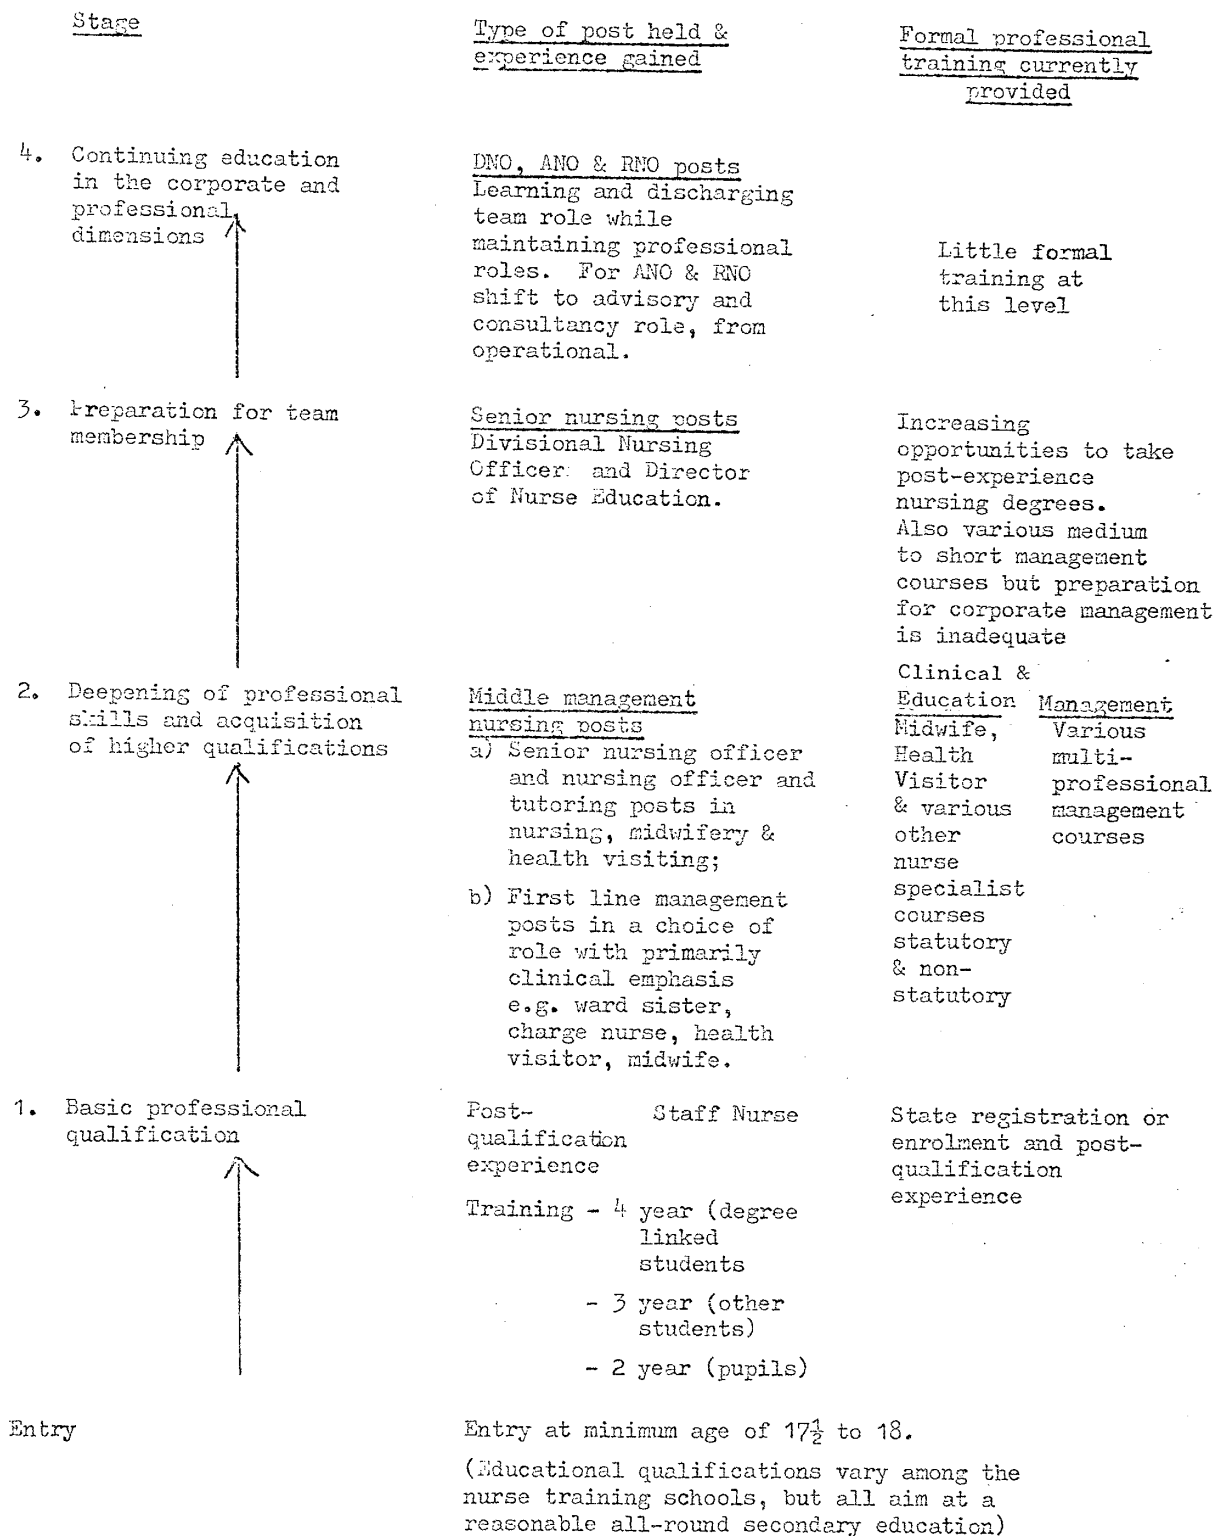 Stage
Type of post held &
experience gained
Formal professional
training currently
provided
4. Continuing education
in the corporate and
professional
dimensions
DNO, ANO & RNO posts
Learning and discharging
team role while
maintaining professional
roles. For ANO & RNO
shift to advisory and
consultancy role, from
operational.
Little formal
training at
this level
3. Preparation for team
membership
Senior nursing posts
Divisional Nursing
Officer and Director
of Nurse Education.
Increasing
opportunities to take
post-experience
nursing degrees.
Also various medium
to short management
courses but preparation
for corporate management
is inadequate
2. Deepening of professional
skills and acquisition
of higher qualifications
Middle management
nursing posts
a) Senior nursing officer
and nursing officer and
tutoring posts in
nursing, midwifery &
health visiting;
b) First line management
posts in a choice of
role with primarily
clinical emphasis
e.g. ward sister,
charge nurse, health
visitor, midwife.
Clinical &
Education
Midwife,
Health
Visitor
& various
other
nurse
specialist
courses
statutory
& non-
statutory
Management
Various
multi-
professional
management
courses
1. Basic professional
qualification
Post- Staff Nurse
qualification
experience
Training - 4 year (degree
linked
students
- 3 year (other
students)
- 2 year (pupils)
State registration or
enrolment and post-
qualification
experience
Entry
Entry at minimum age of 17½ to 18.
(Educational qualifications vary among the
nurse training schools, but all aim at a
reasonable all-round secondary education)